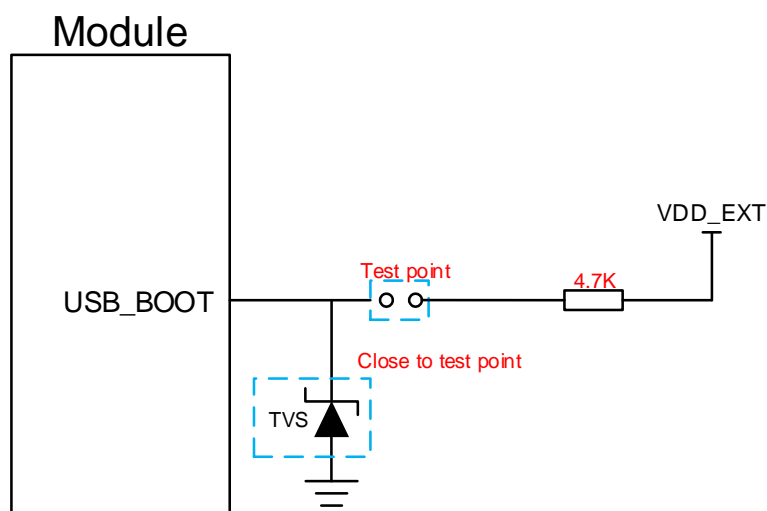 Module
VDD_EXT
Test point
4.7K
USB_BOOT
Close to test point
TVS